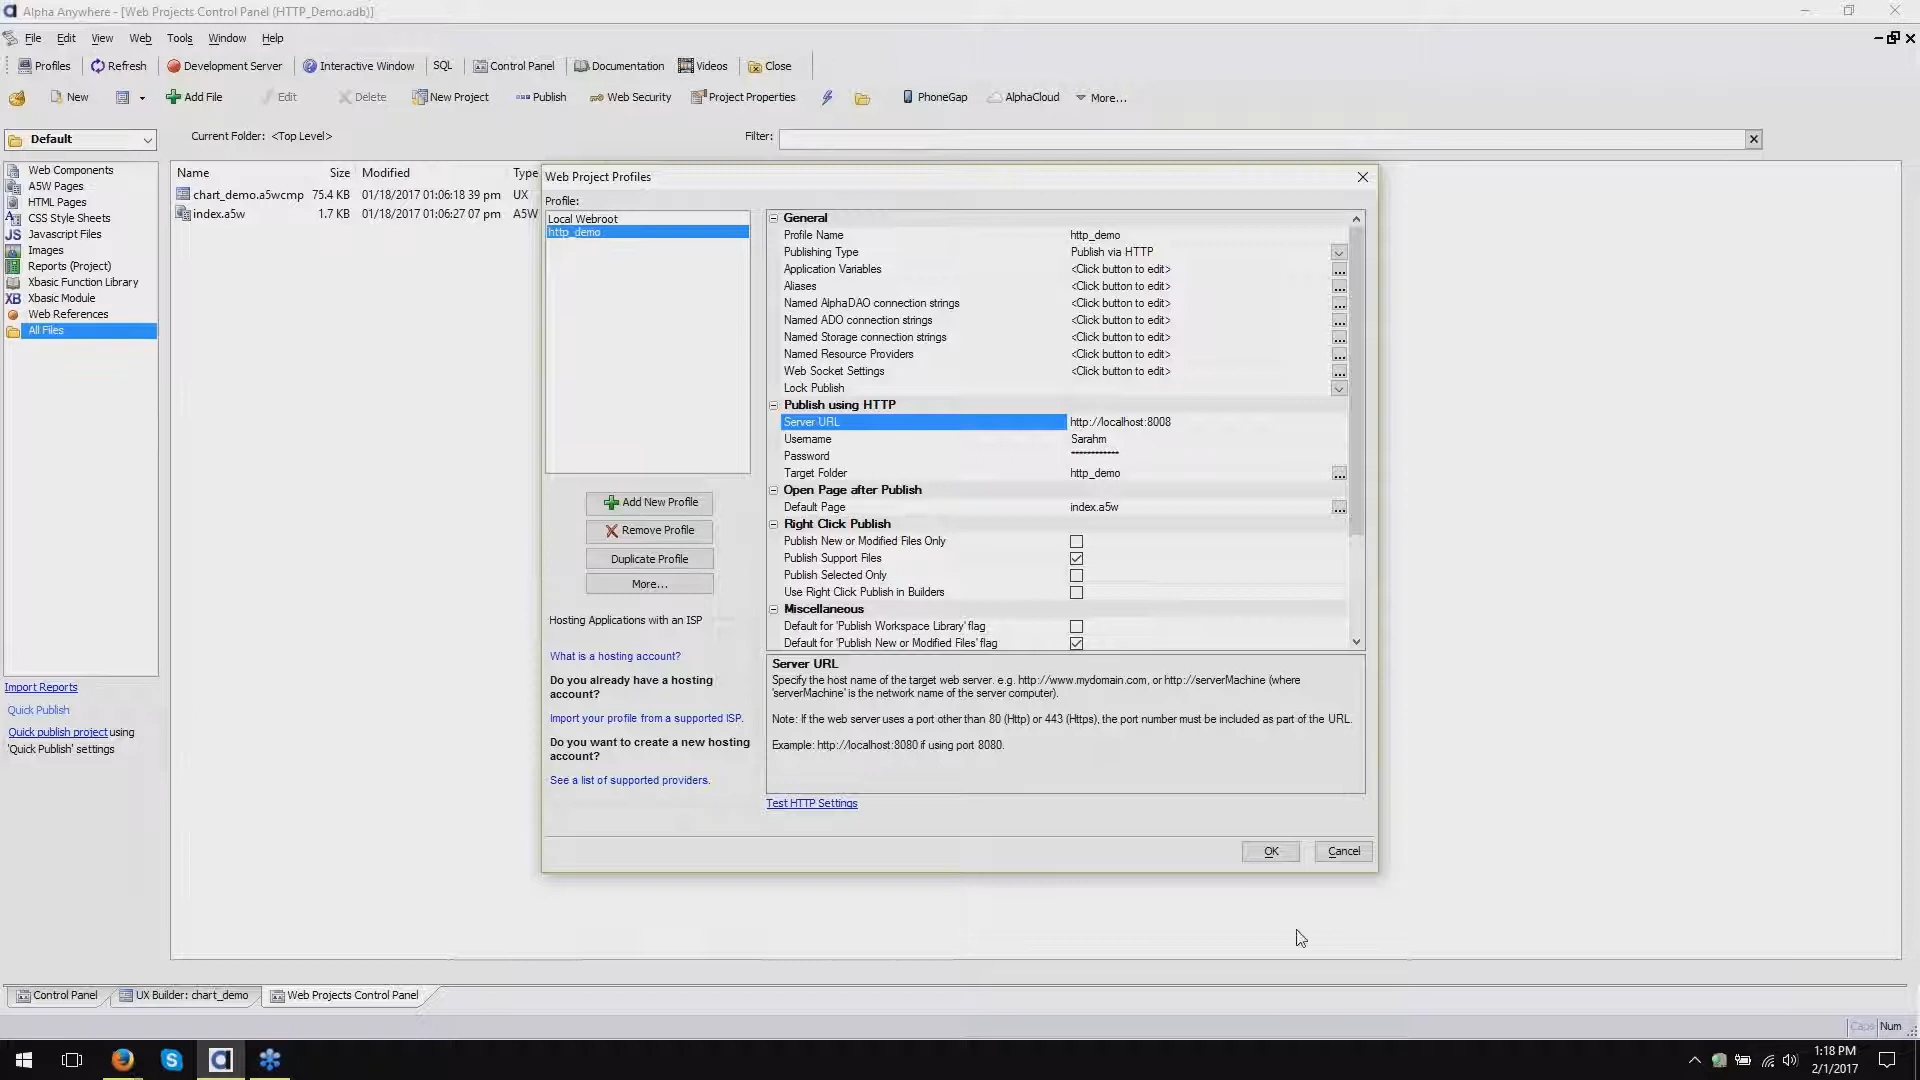 Alpha Anywhere - [Web Projects Control Panel (HTTP_Demo.adb)]
File Edit View Web Tools Window Help
Profiles Refresh Development Server Interactive Window SQL Control Panel Documentation Videos Close
New Add File Edit Delete New Project Publish Web Security Project Properties PhoneGap AlphaCloud More...
Default Current Folder: <Top Level> Filter:
Web Components
A5W Pages
HTML Pages
CSS Style Sheets
Javascript Files
Images
Reports (Project)
Xbasic Function Library
Xbasic Module
Web References
All Files
Import Reports
Quick Publish
Quick publish project using
'Quick Publish' settings
Name Size Modified Type
chart_demo.a5wcmp 75.4 KB 01/18/2017 01:06:18 39 pm UX
index.a5w 1.7 KB 01/18/2017 01:06:27 07 pm A5W
Web Project Profiles
Profile:
Local Webroot
http_demo
Add New Profile
Remove Profile
Duplicate Profile
More...
Hosting Applications with an ISP
What is a hosting account?
Do you already have a hosting
account?
Import your profile from a supported ISP.
Do you want to create a new hosting
account?
See a list of supported providers.
General
Profile Name http_demo
Publishing Type Publish via HTTP
Application Variables <Click button to edit>
Aliases <Click button to edit>
Named AlphaDAO connection strings <Click button to edit>
Named ADO connection strings <Click button to edit>
Named Storage connection strings <Click button to edit>
Named Resource Providers <Click button to edit>
Web Socket Settings <Click button to edit>
Lock Publish
Publish using HTTP
Server URL http://localhost:8008
Username Sarahm
Password ************
Target Folder http_demo
Open Page after Publish
Default Page index.a5w
Right Click Publish
Publish New or Modified Files Only
Publish Support Files
Publish Selected Only
Use Right Click Publish in Builders
Miscellaneous
Default for 'Publish Workspace Library' flag
Default for 'Publish New or Modified Files' flag
Server URL
Specify the host name of the target web server. e.g. http://www.mydomain.com, or http://serverMachine (where
'serverMachine' is the network name of the server computer).
Note: If the web server uses a port other than 80 (Http) or 443 (Https), the port number must be included as part of the URL.
Example: http://localhost:8080 if using port 8080.
Test HTTP Settings
OK Cancel
Control Panel UX Builder: chart_demo Web Projects Control Panel
Caps Num
1:18 PM
2/1/2017